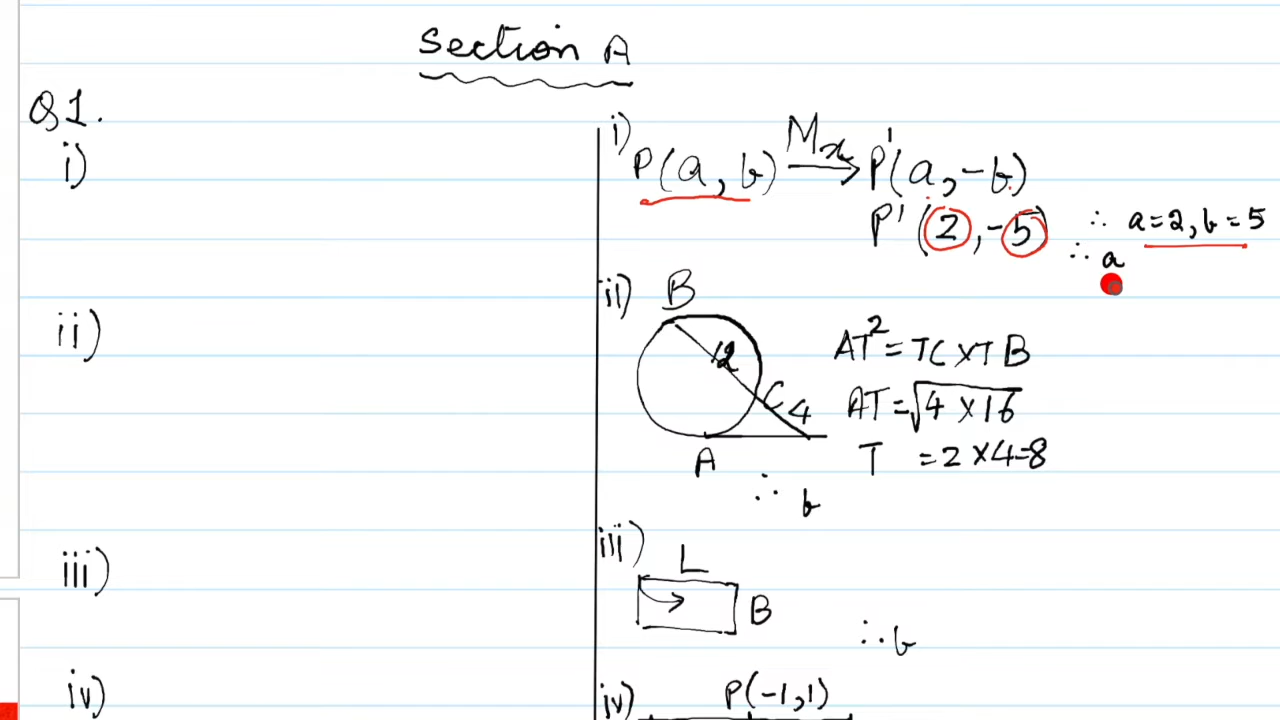 Section A
Q1.
i)
ii)
iii)
iv)
i)
P(a, b) Mx P'(a, -b)
P' (2, -5) ∴ a=2, b=5
∴ a
ii) B
12
C 4
A
AT² = TC × TB
AT = √4 × 16
T = 2 × 4 = 8
∴ b
iii)
L
B
∴ b
iv) P(-1, 1)